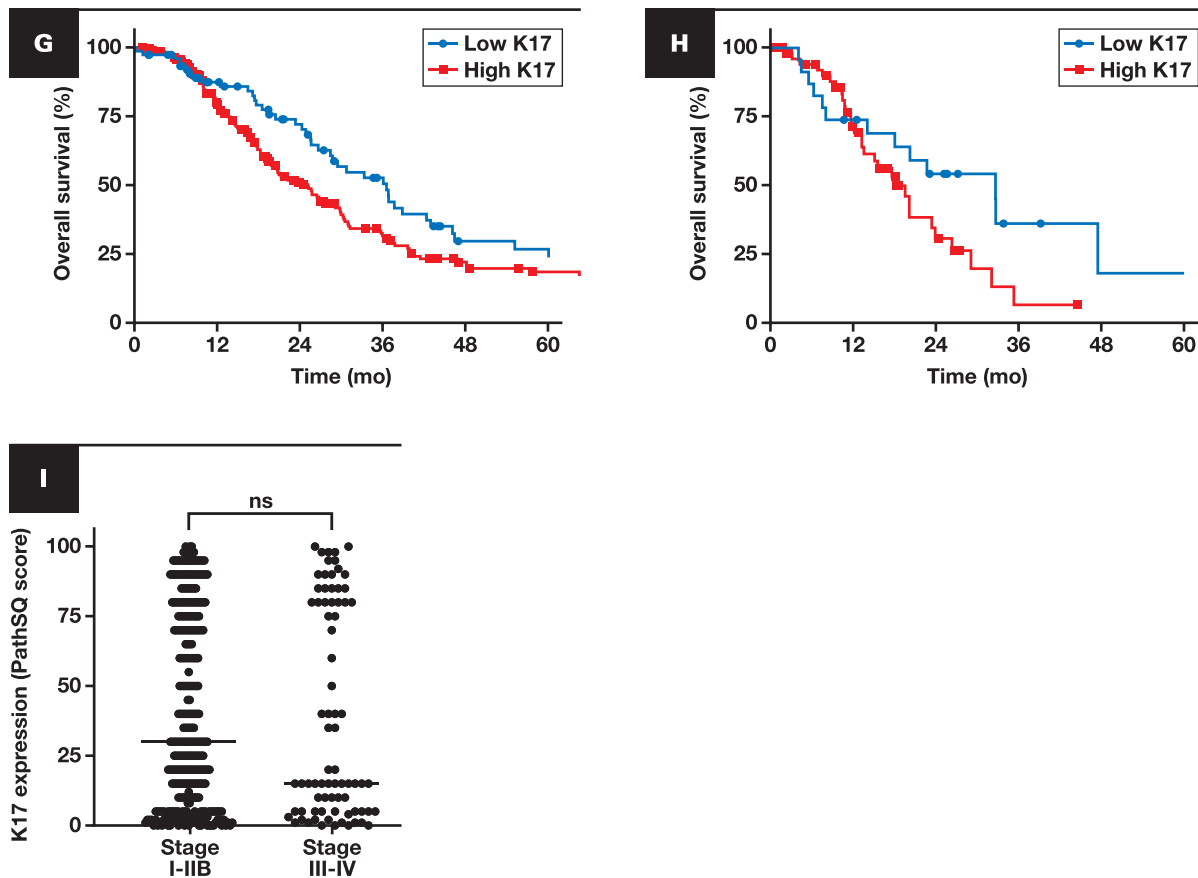 G
Low K17
High K17
Overall survival (%)
100
75
50
25
0
0 12 24 36 48 60
Time (mo)
H
Low K17
High K17
Overall survival (%)
100
75
50
25
0
0 12 24 36 48 60
Time (mo)
I
ns
K17 expression (PathSQ score)
100
75
50
25
0
Stage
I-IIB
Stage
III-IV